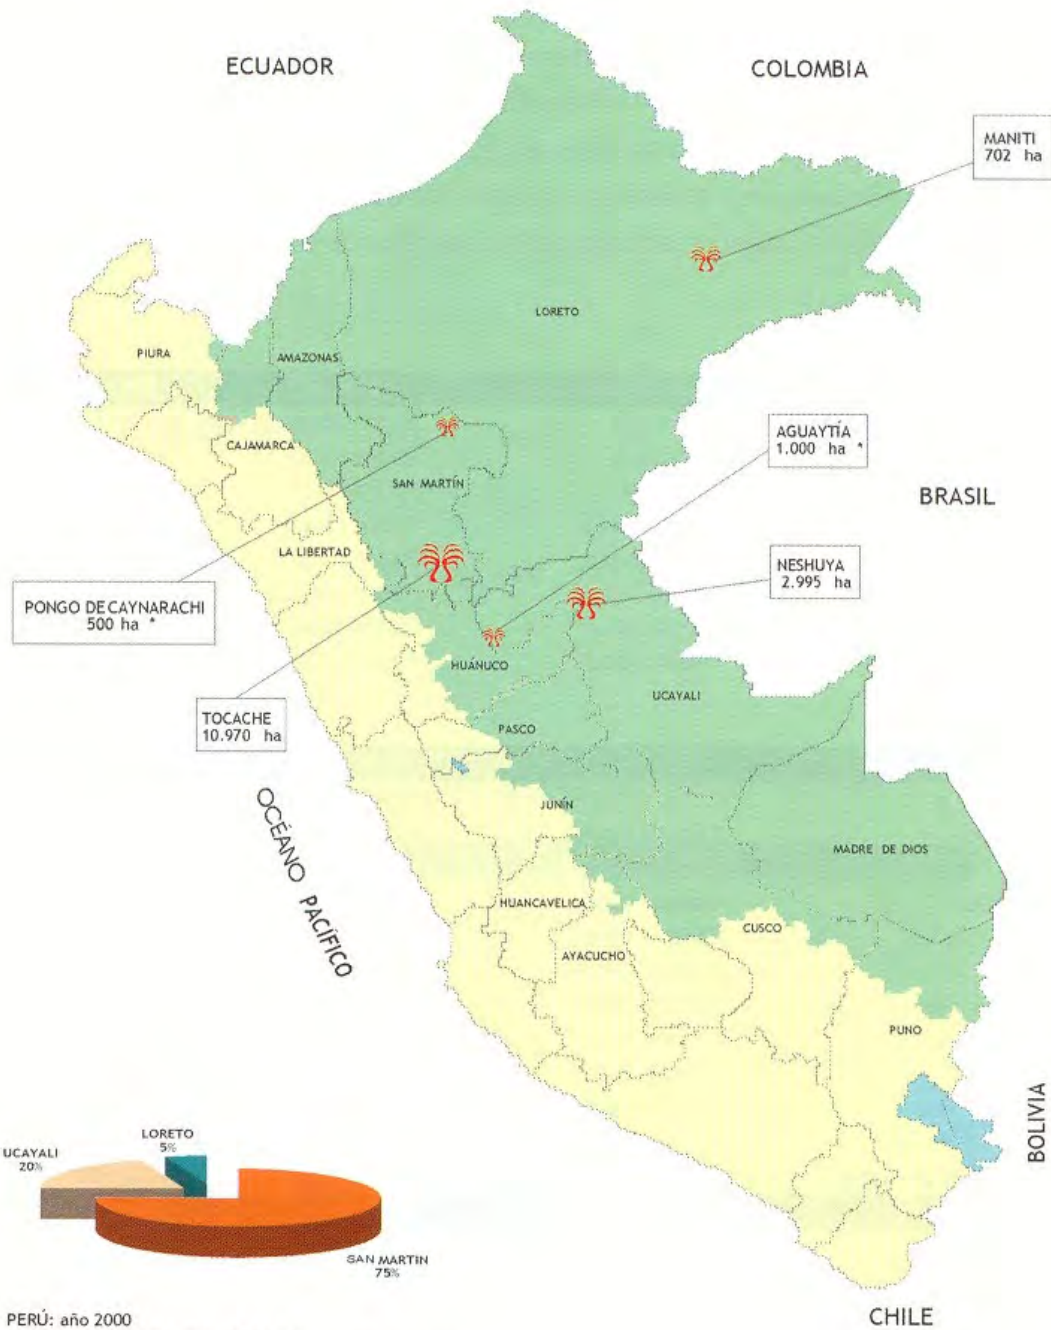 ECUADOR
COLOMBIA
MANITI
702 ha
LORETO
PIURA
AMAZONAS
CAJAMARCA
SAN MARTÍN
AGUAYTÍA
1.000 ha *
BRASIL
LA LIBERTAD
NESHUYA
2.995 ha
PONGO DE CAYNARACHI
500 ha *
HUÁNUCO
UCAYALI
TOCACHE
10.970 ha
PASCO
OCÉANO PACÍFICO
JUNÍN
MADRE DE DIOS
HUANCAVELICA
CUSCO
AYACUCHO
PUNO
BOLIVIA
LORETO
5%
UCAYALI
20%
SAN MARTIN
75%
PERÚ: año 2000
CHILE